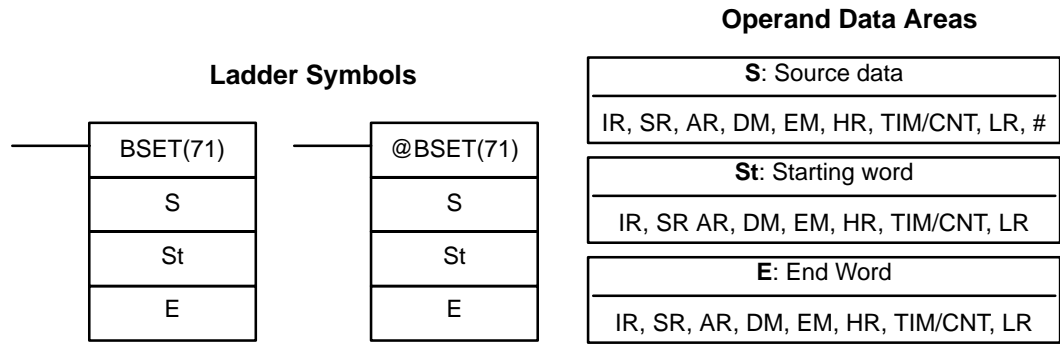 Operand Data Areas
Ladder Symbols
BSET(71)
S
St
E
@BSET(71)
S
St
E
S: Source data
IR, SR, AR, DM, EM, HR, TIM/CNT, LR, #
St: Starting word
IR, SR AR, DM, EM, HR, TIM/CNT, LR
E: End Word
IR, SR, AR, DM, EM, HR, TIM/CNT, LR